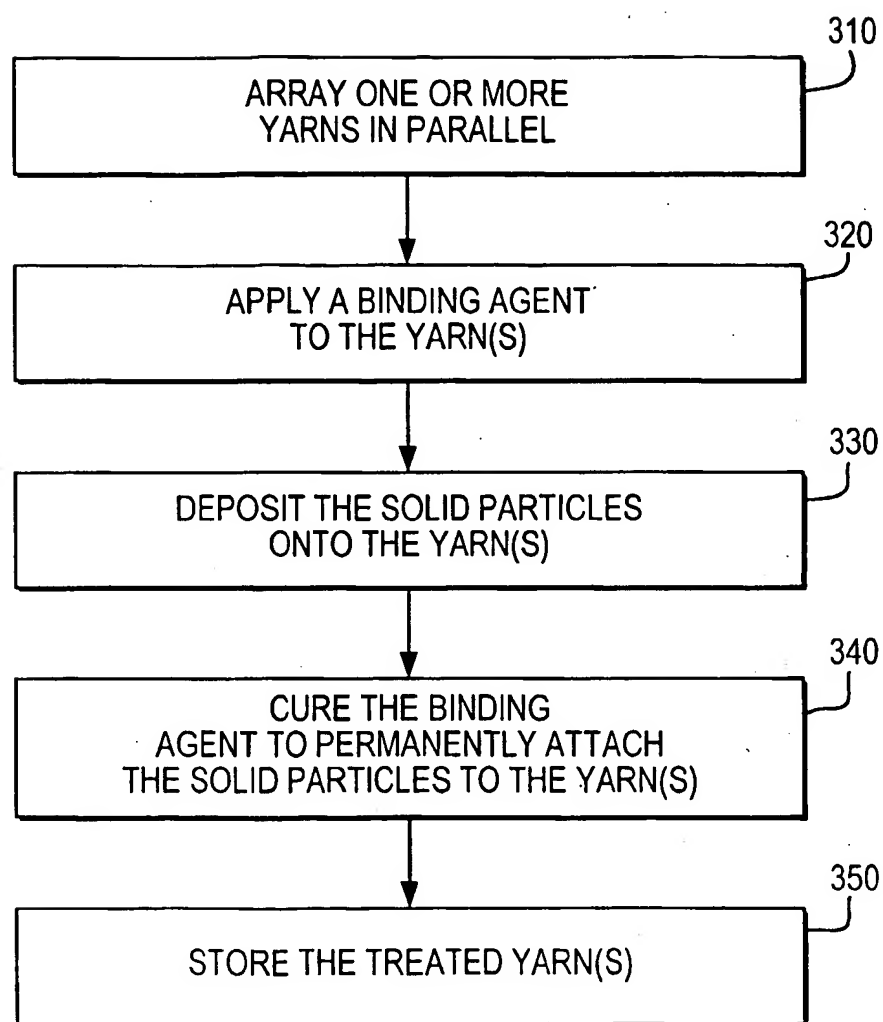 310
ARRAY ONE OR MORE
YARNS IN PARALLEL
320
APPLY A BINDING AGENT
TO THE YARN(S)
330
DEPOSIT THE SOLID PARTICLES
ONTO THE YARN(S)
340
CURE THE BINDING
AGENT TO PERMANENTLY ATTACH
THE SOLID PARTICLES TO THE YARN(S)
350
STORE THE TREATED YARN(S)